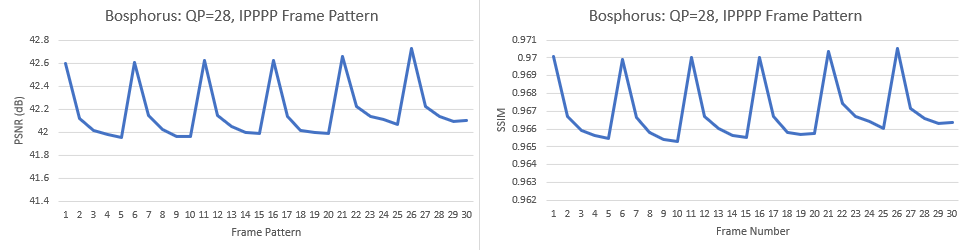 Bosphorus: QP=28, IPPPP Frame Pattern
42.8
42.6
42.4
42.2
42
41.8
41.6
41.4
PSNR (dB)
1 2 3 4 5 6 7 8 9 10 11 12 13 14 15 16 17 18 19 20 21 22 23 24 25 26 27 28 29 30
Frame Pattern
Bosphorus: QP=28, IPPPP Frame Pattern
0.971
0.97
0.969
0.968
0.967
0.966
0.965
0.964
0.963
0.962
SSIM
1 2 3 4 5 6 7 8 9 10 11 12 13 14 15 16 17 18 19 20 21 22 23 24 25 26 27 28 29 30
Frame Number